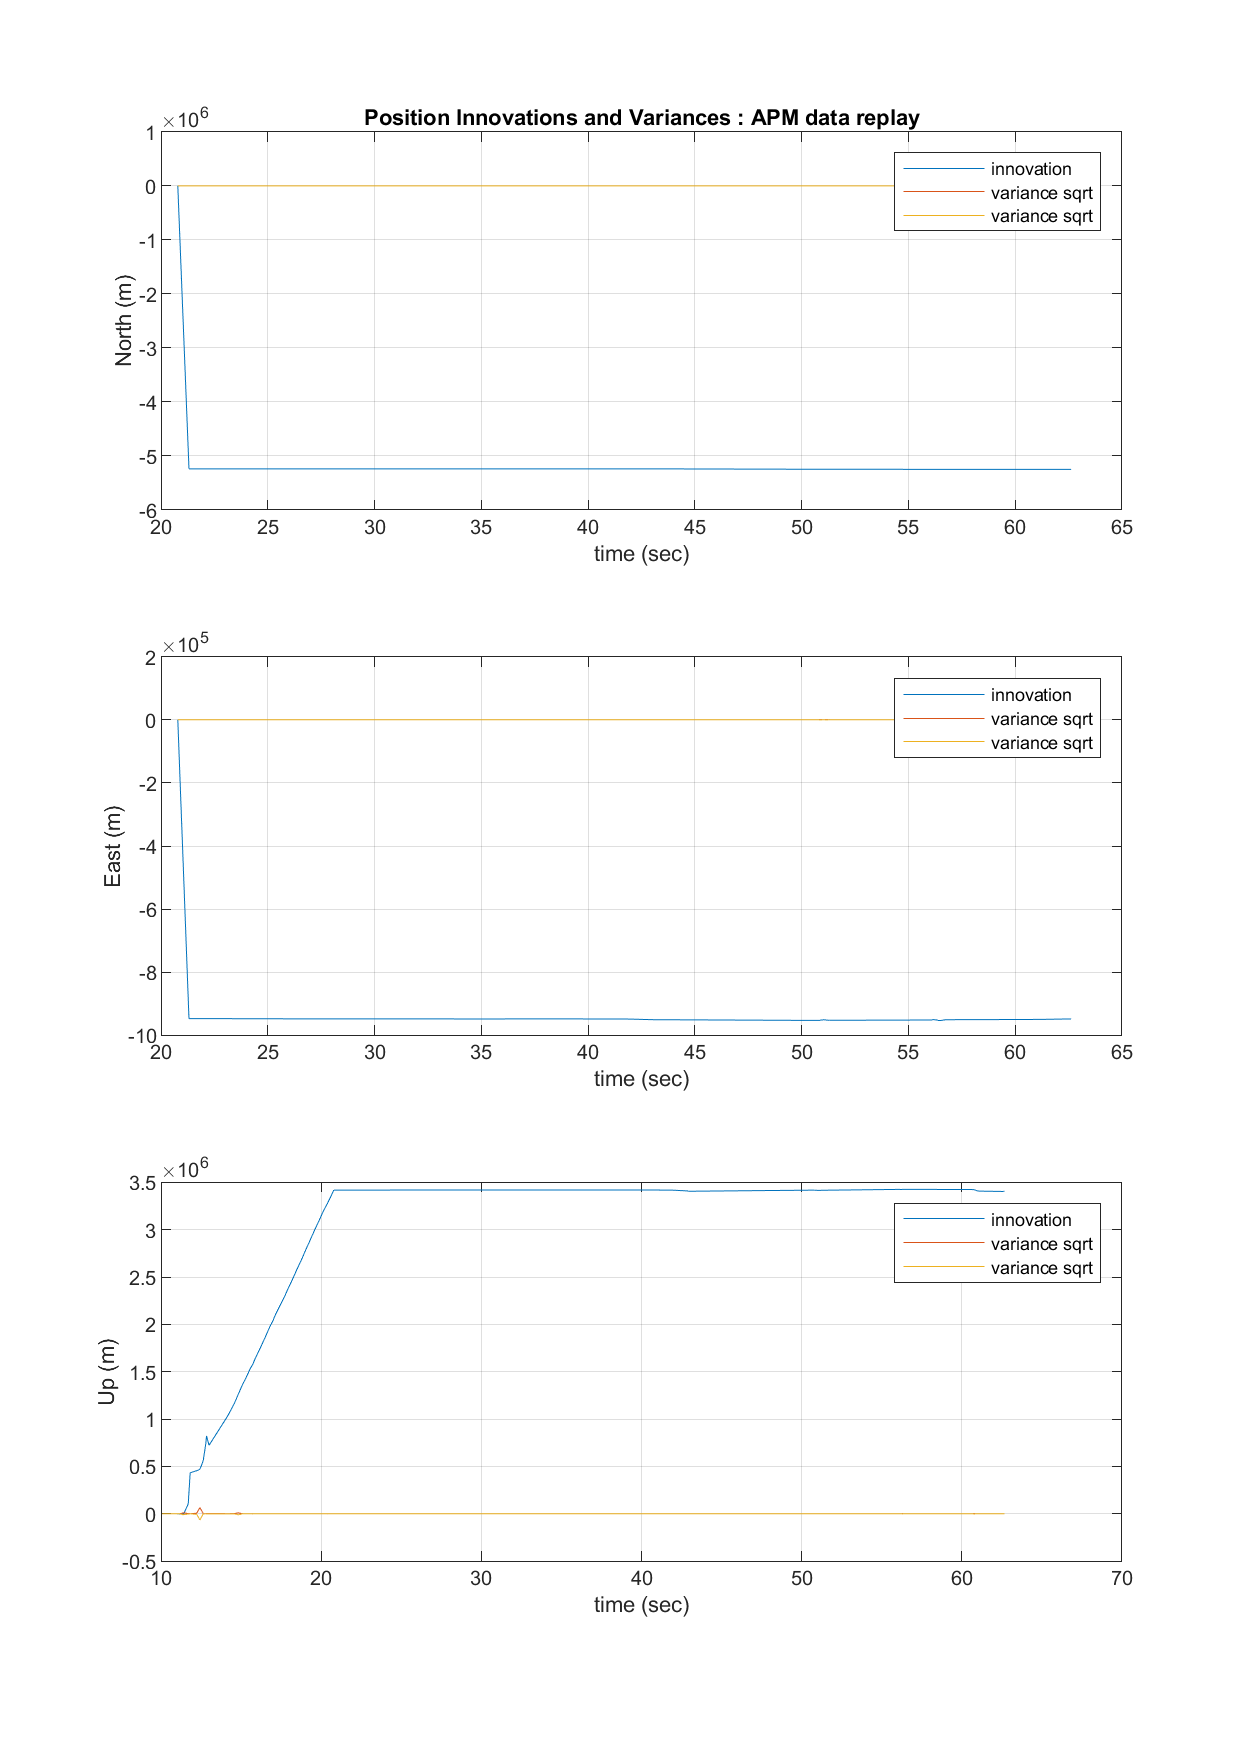 Position Innovations and Variances : APM data replay
×10^6
1
0
-1
-2
-3
-4
-5
-6
North (m)
20 25 30 35 40 45 50 55 60 65
time (sec)
innovation
variance sqrt
variance sqrt
×10^5
2
0
-2
-4
-6
-8
-10
East (m)
20 25 30 35 40 45 50 55 60 65
time (sec)
innovation
variance sqrt
variance sqrt
×10^6
3.5
3
2.5
2
1.5
1
0.5
0
-0.5
Up (m)
10 20 30 40 50 60 70
time (sec)
innovation
variance sqrt
variance sqrt